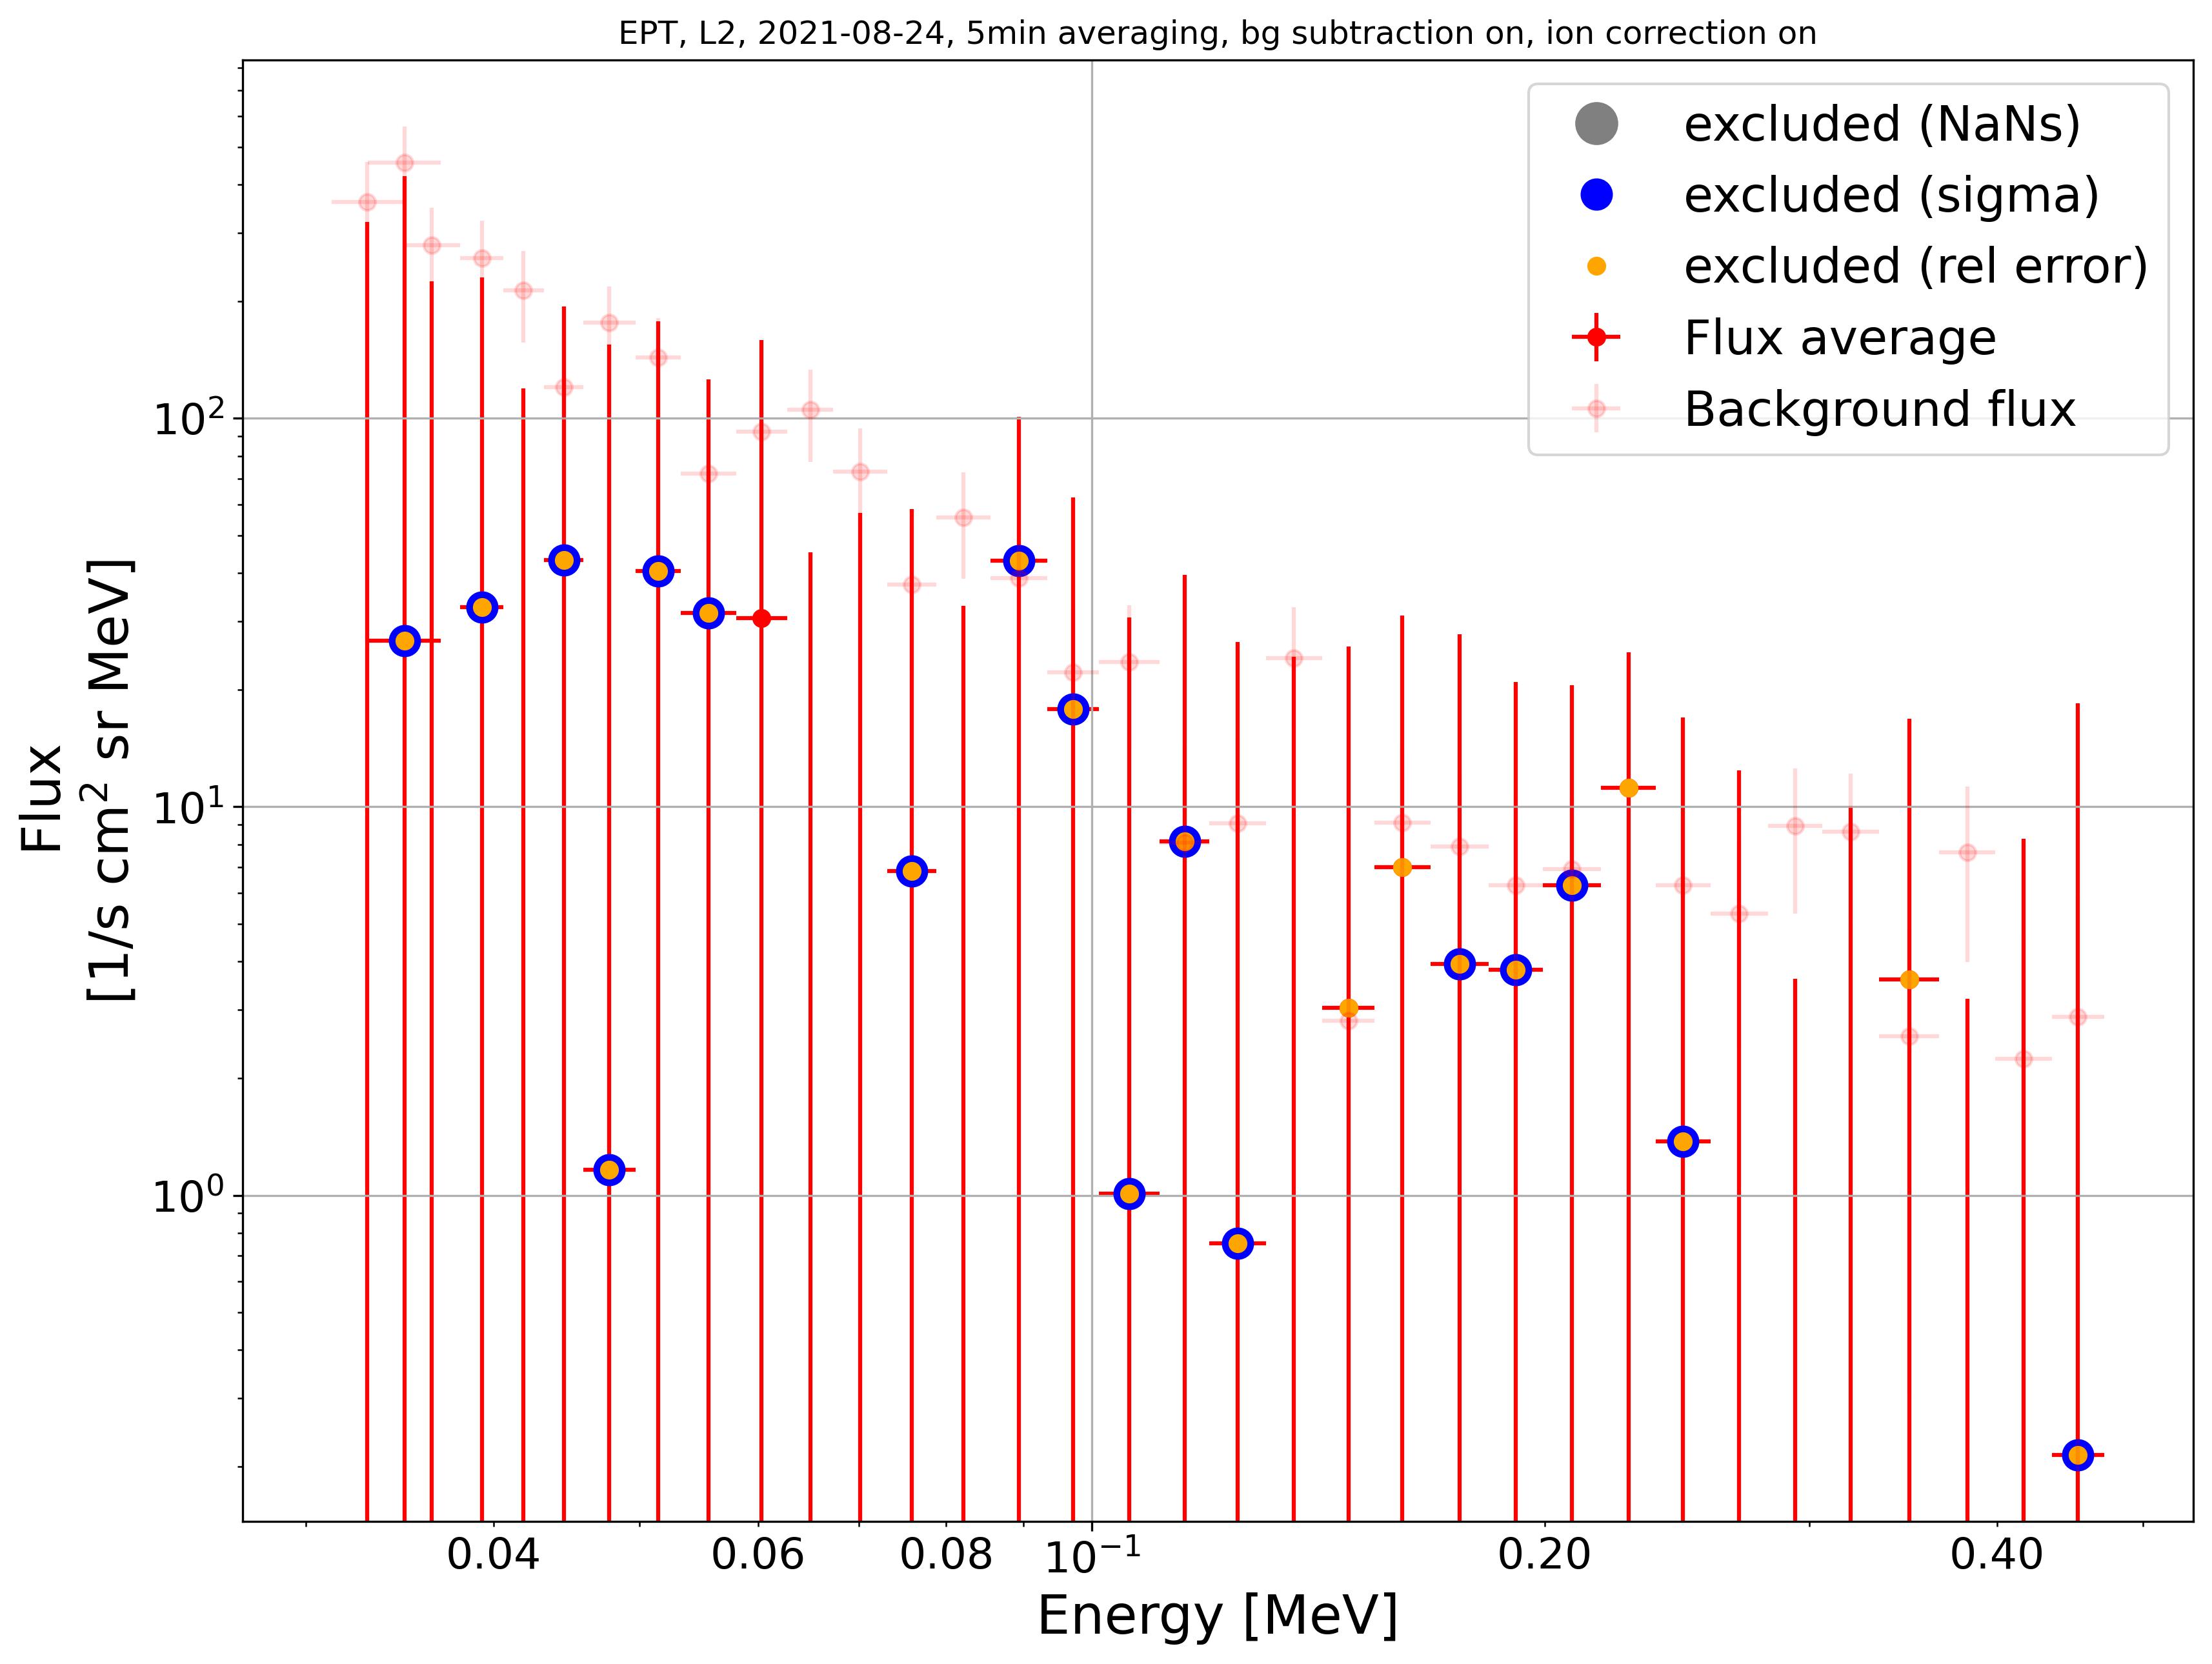 EPT, L2, 2021-08-24, 5min averaging, bg subtraction on, ion correction on
excluded (NaNs)
excluded (sigma)
excluded (rel error)
Flux average
Background flux
Flux
[1/s cm² sr MeV]
10²
10¹
10⁰
0.04
0.06
0.08
10⁻¹
0.20
0.40
Energy [MeV]